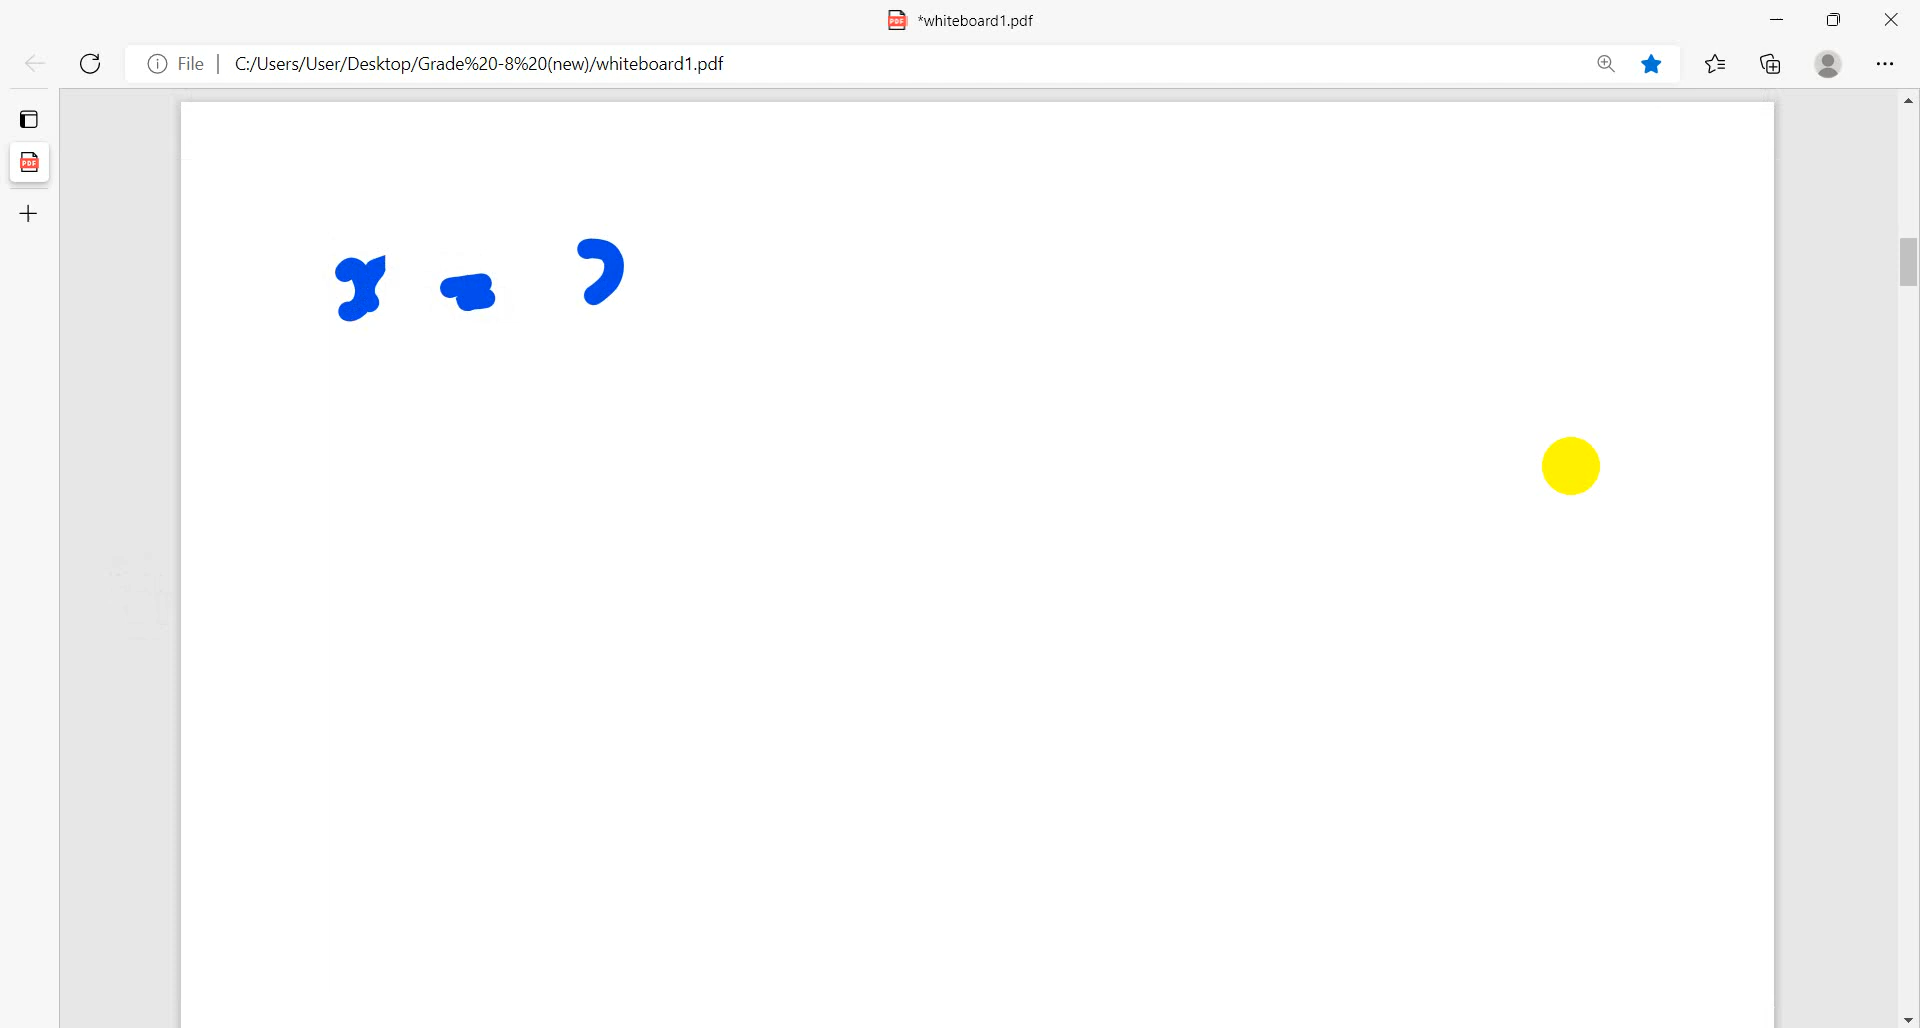 *whiteboard1.pdf
File | C:/Users/User/Desktop/Grade%20-8%20(new)/whiteboard1.pdf
x =